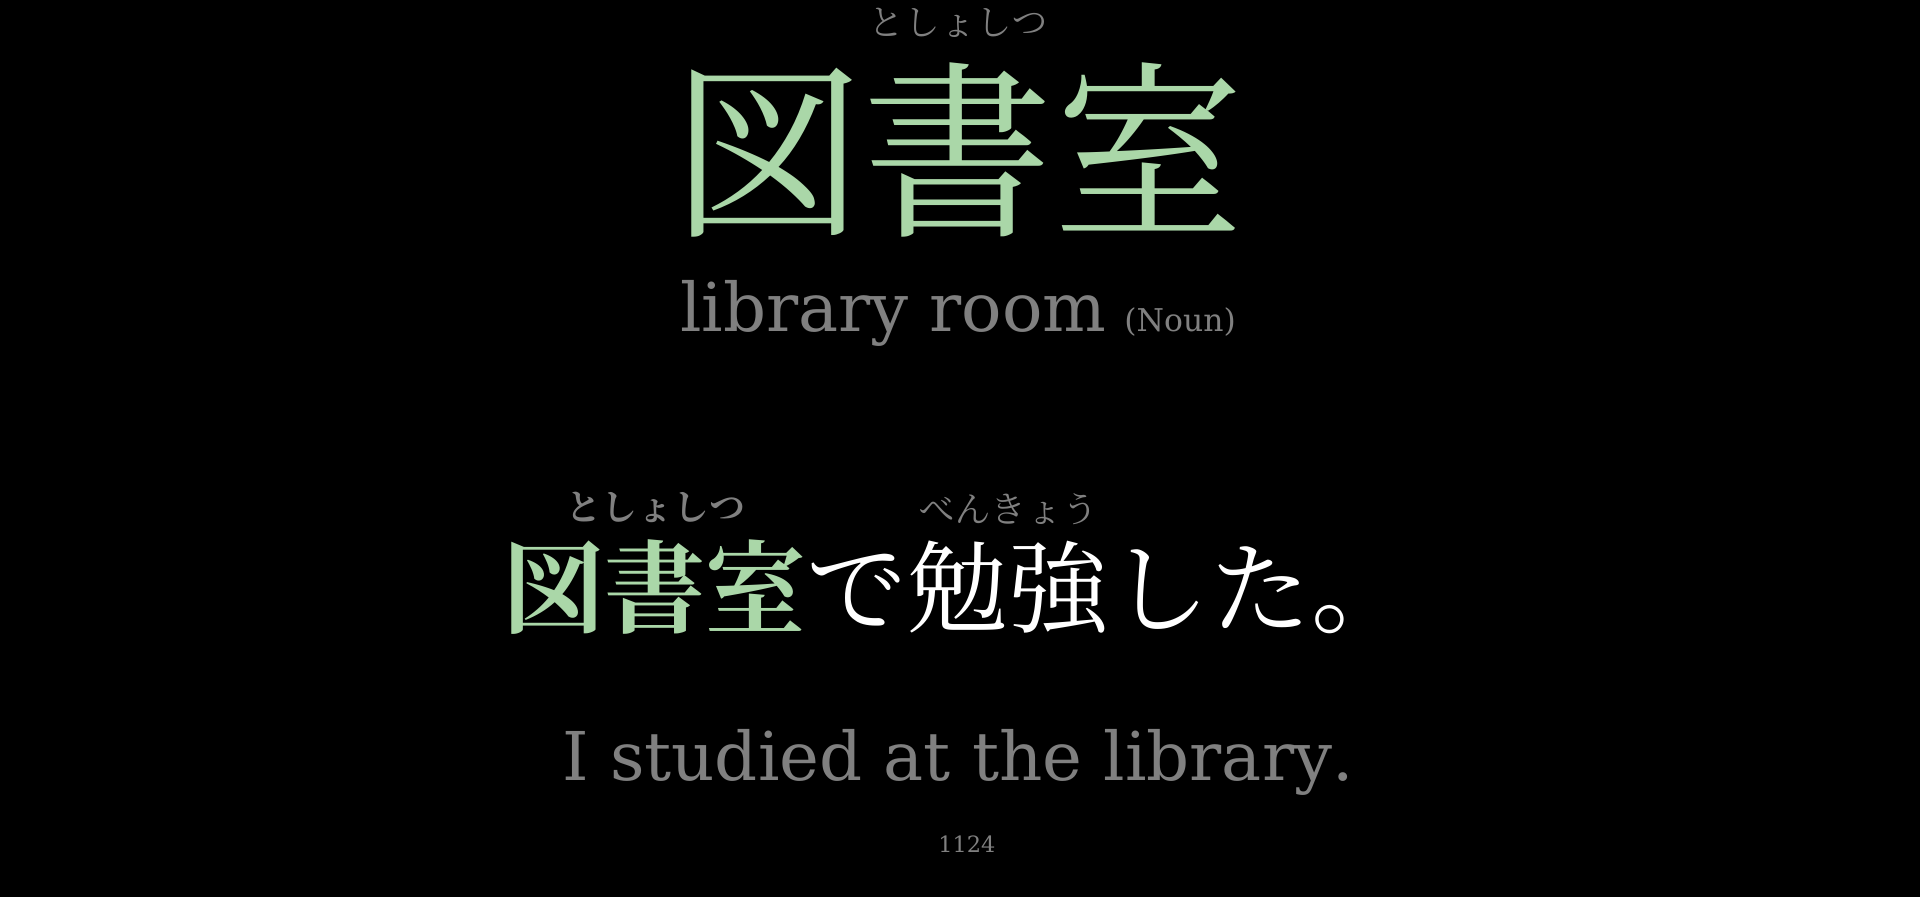 としょしつ
図書室
library room (Noun)
としょしつ べんきょう
図書室で勉強した。
I studied at the library.
1124